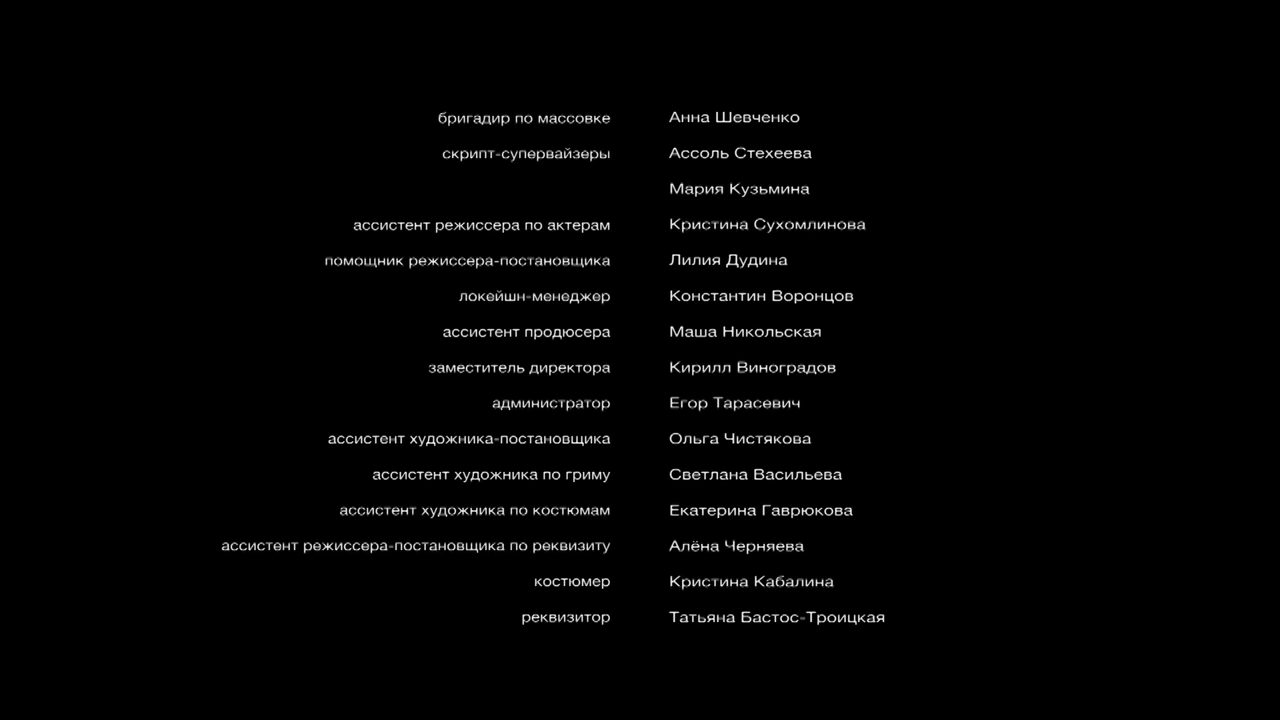 бригадир по массовке Анна Шевченко
скрипт-супервайзеры Ассоль Стехеева
Мария Кузьмина
ассистент режиссера по актерам Кристина Сухомлинова
помощник режиссера-постановщика Лилия Дудина
локейшн-менеджер Константин Воронцов
ассистент продюсера Маша Никольская
заместитель директора Кирилл Виноградов
администратор Егор Тарасевич
ассистент художника-постановщика Ольга Чистякова
ассистент художника по гриму Светлана Васильева
ассистент художника по костюмам Екатерина Гаврюкова
ассистент режиссера-постановщика по реквизиту Алёна Черняева
костюмер Кристина Кабалина
реквизитор Татьяна Бастос-Троицкая